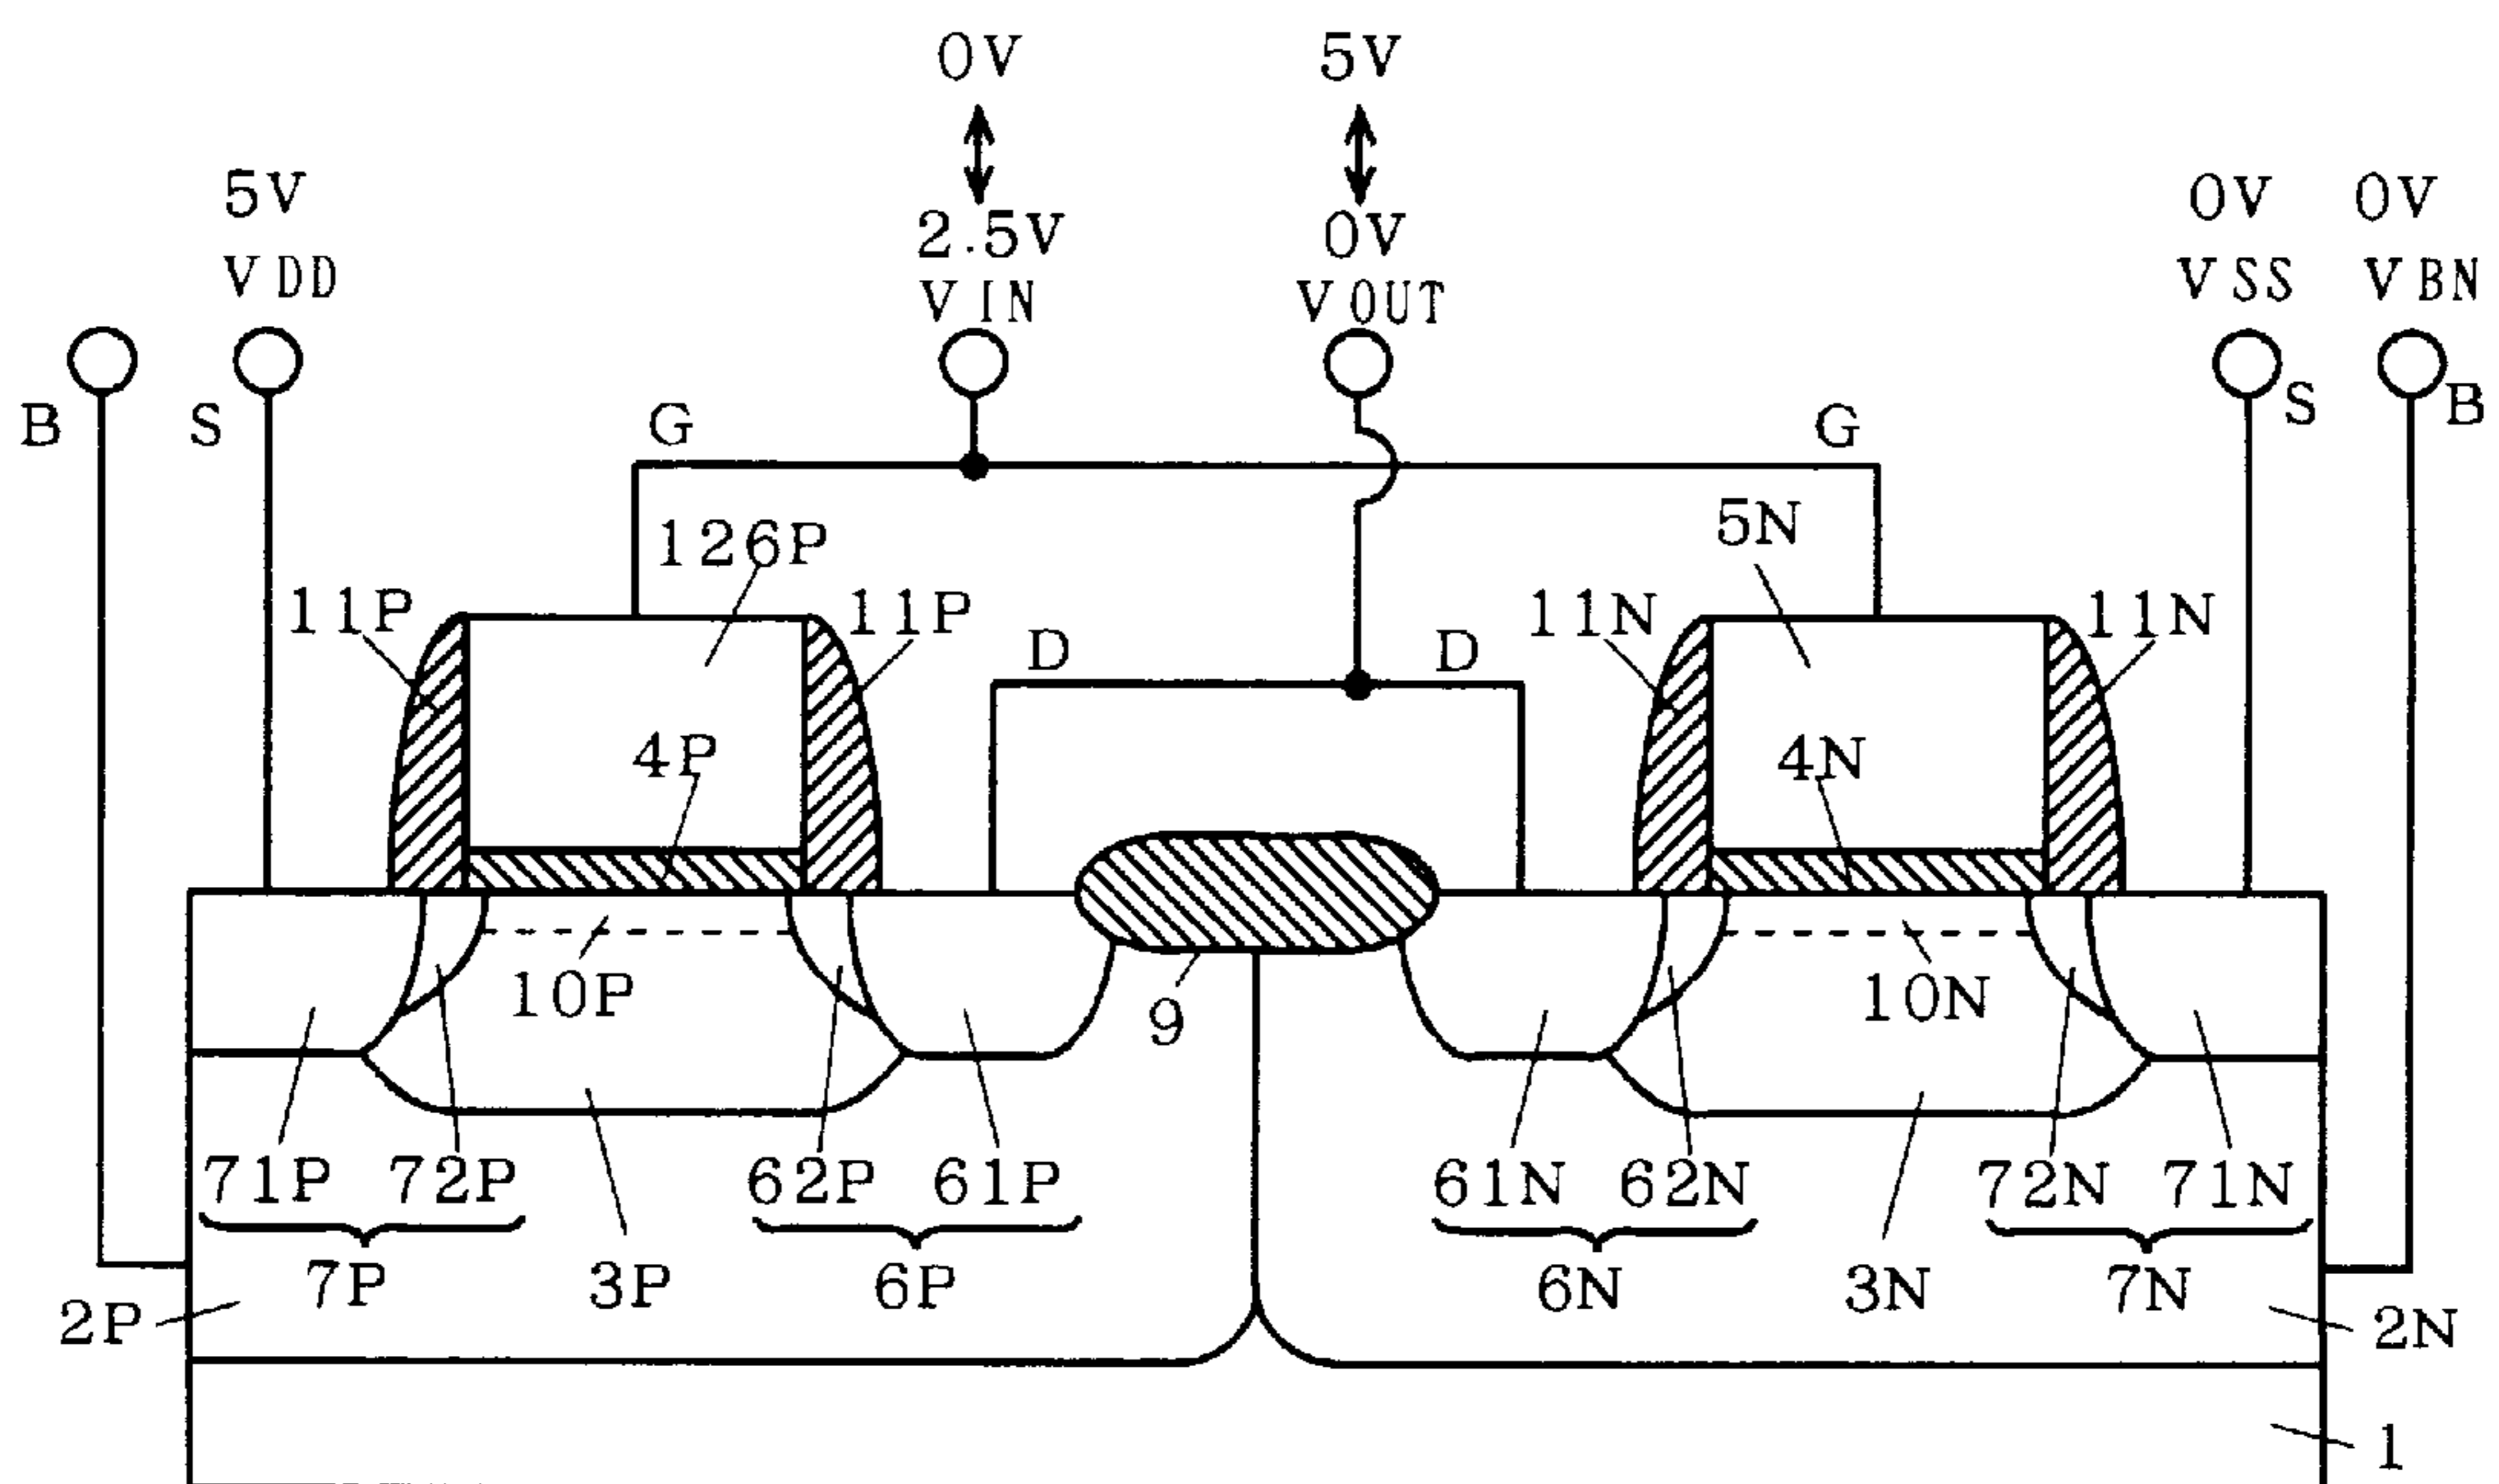 0V 5V
5V 2.5V 0V 0V 0V
VDD VIN VOUT VSS VBN
B S G G S B
126P 5N
11P 11P D D 11N 11N
4P 4N
10P 9 10N
71P 72P 62P 61P 61N 62N 72N 71N
7P 3P 6P 6N 3N 7N
2P 2N
1